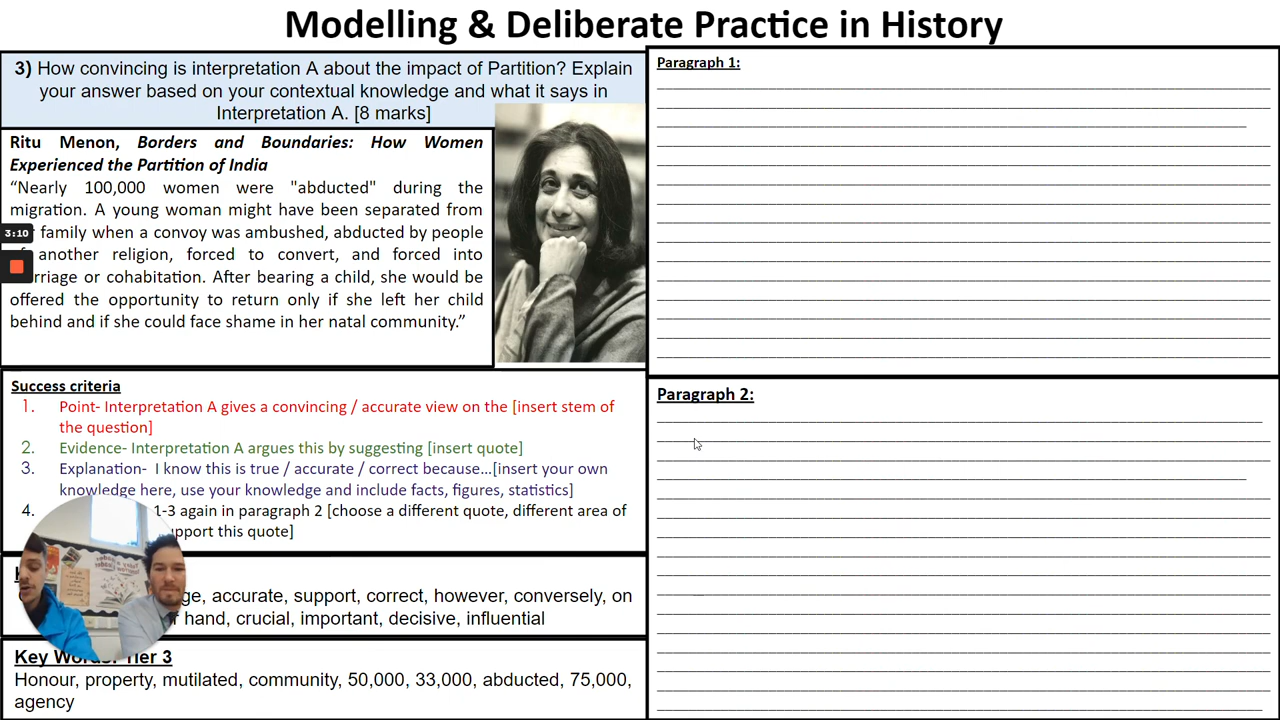 Modelling & Deliberate Practice in History
3) How convincing is interpretation A about the impact of Partition? Explain
your answer based on your contextual knowledge and what it says in
Interpretation A. [8 marks]
Ritu Menon, Borders and Boundaries: How Women
Experienced the Partition of India
“Nearly 100,000 women were "abducted" during the
migration. A young woman might have been separated from
3:10 family when a convoy was ambushed, abducted by people
another religion, forced to convert, and forced into
or cohabitation. After bearing a child, she would be
offered the opportunity to return only if she left her child
behind and if she could face shame in her natal community.”
Success criteria
1. Point- Interpretation A gives a convincing / accurate view on the [insert stem of
the question]
2. Evidence- Interpretation A argues this by suggesting [insert quote]
3. Explanation- I know this is true / accurate / correct because...[insert your own
knowledge here, use your knowledge and include facts, figures, statistics]
4. 1-3 again in paragraph 2 [choose a different quote, different area of
this quote]
accurate, support, correct, however, conversely, on
hand, crucial, important, decisive, influential
Key Words: Tier 3
Honour, property, mutilated, community, 50,000, 33,000, abducted, 75,000,
agency
Paragraph 1:
Paragraph 2: